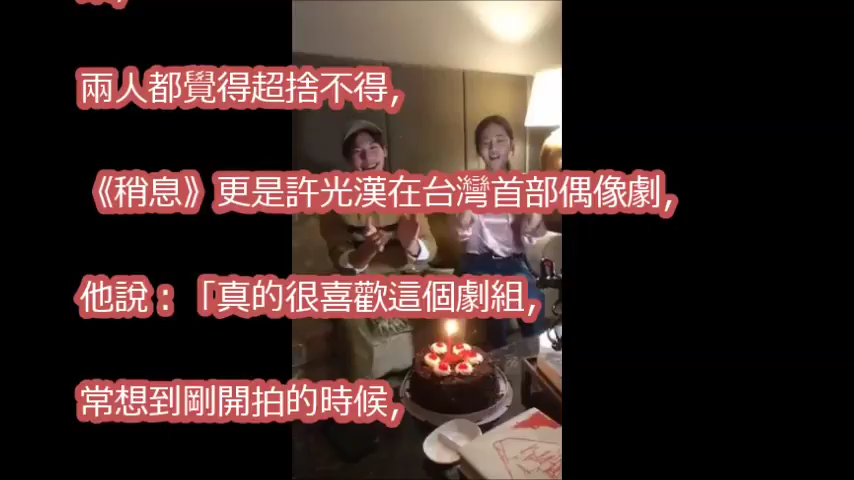 兩人都覺得超捨不得,
《稍息》更是許光漢在台灣首部偶像劇,
他說：「真的很喜歡這個劇組,
常想到剛開拍的時候,